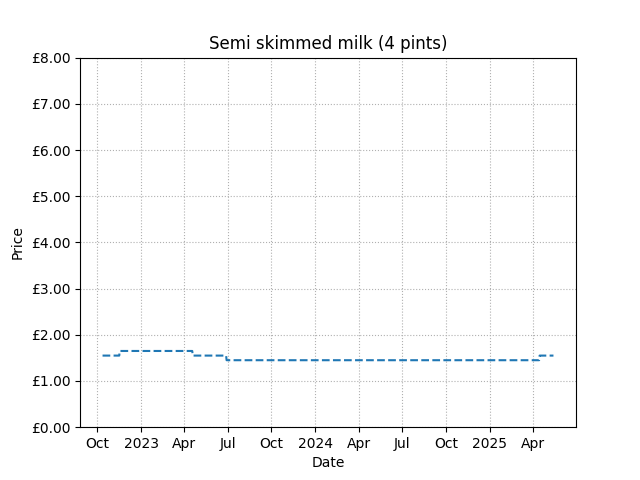 Semi skimmed milk (4 pints)
£8.00
£7.00
£6.00
£5.00
£4.00
£3.00
£2.00
£1.00
£0.00
Price
Oct 2023 Apr Jul Oct 2024 Apr Jul Oct 2025 Apr
Date